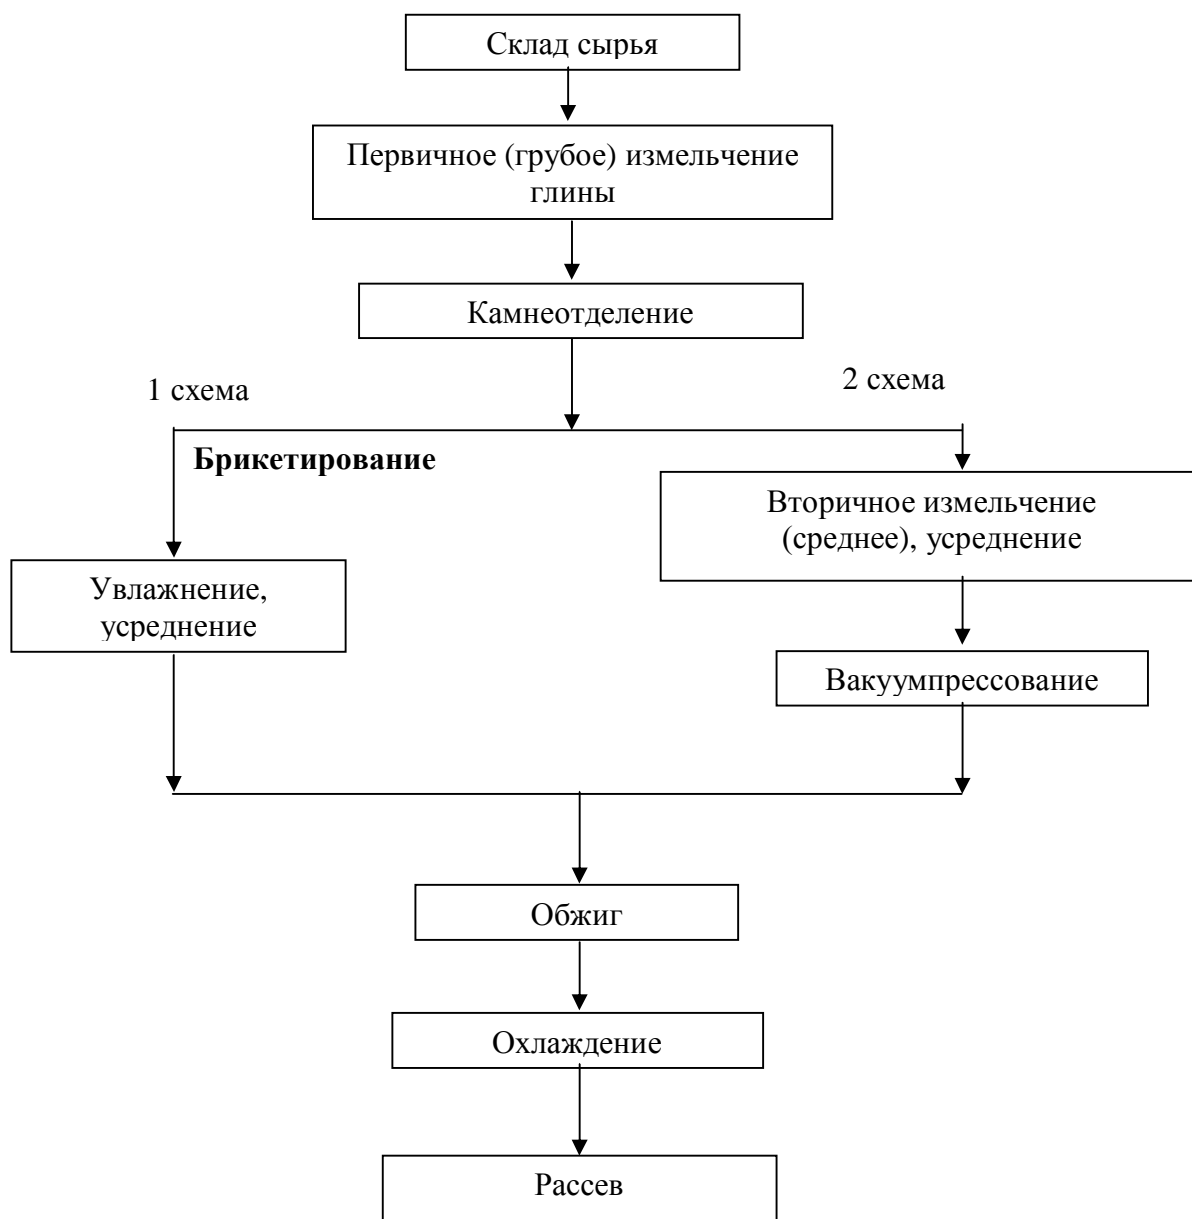 Склад сырья
Первичное (грубое) измельчение
глины
Камнеотделение
1 схема
2 схема
Брикетирование
Вторичное измельчение
(среднее), усреднение
Увлажнение,
усреднение
Вакуумпрессование
Обжиг
Охлаждение
Рассев